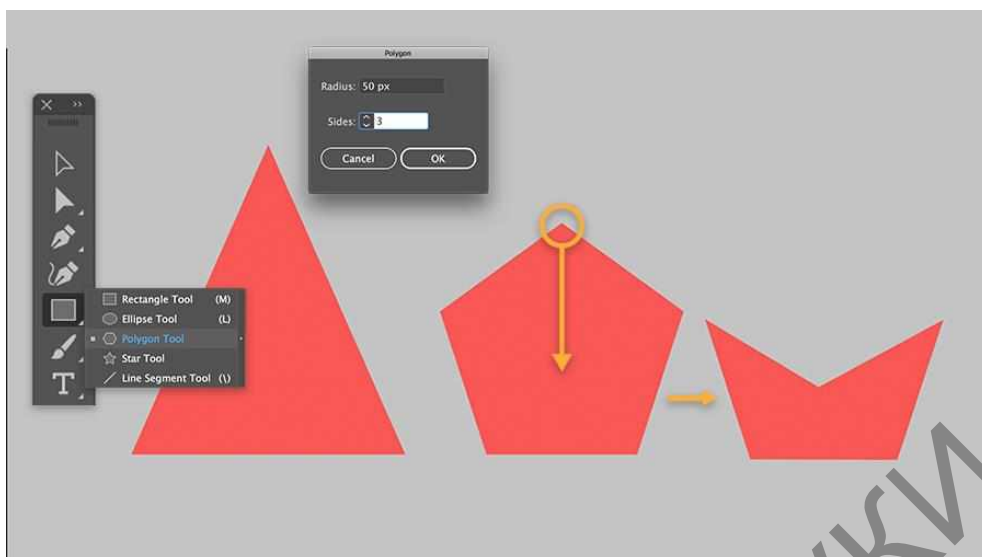 Polygon
Radius: 50 px
Sides: 3
Cancel OK
Rectangle Tool (M)
Ellipse Tool (L)
Polygon Tool
Star Tool
Line Segment Tool (\)
T